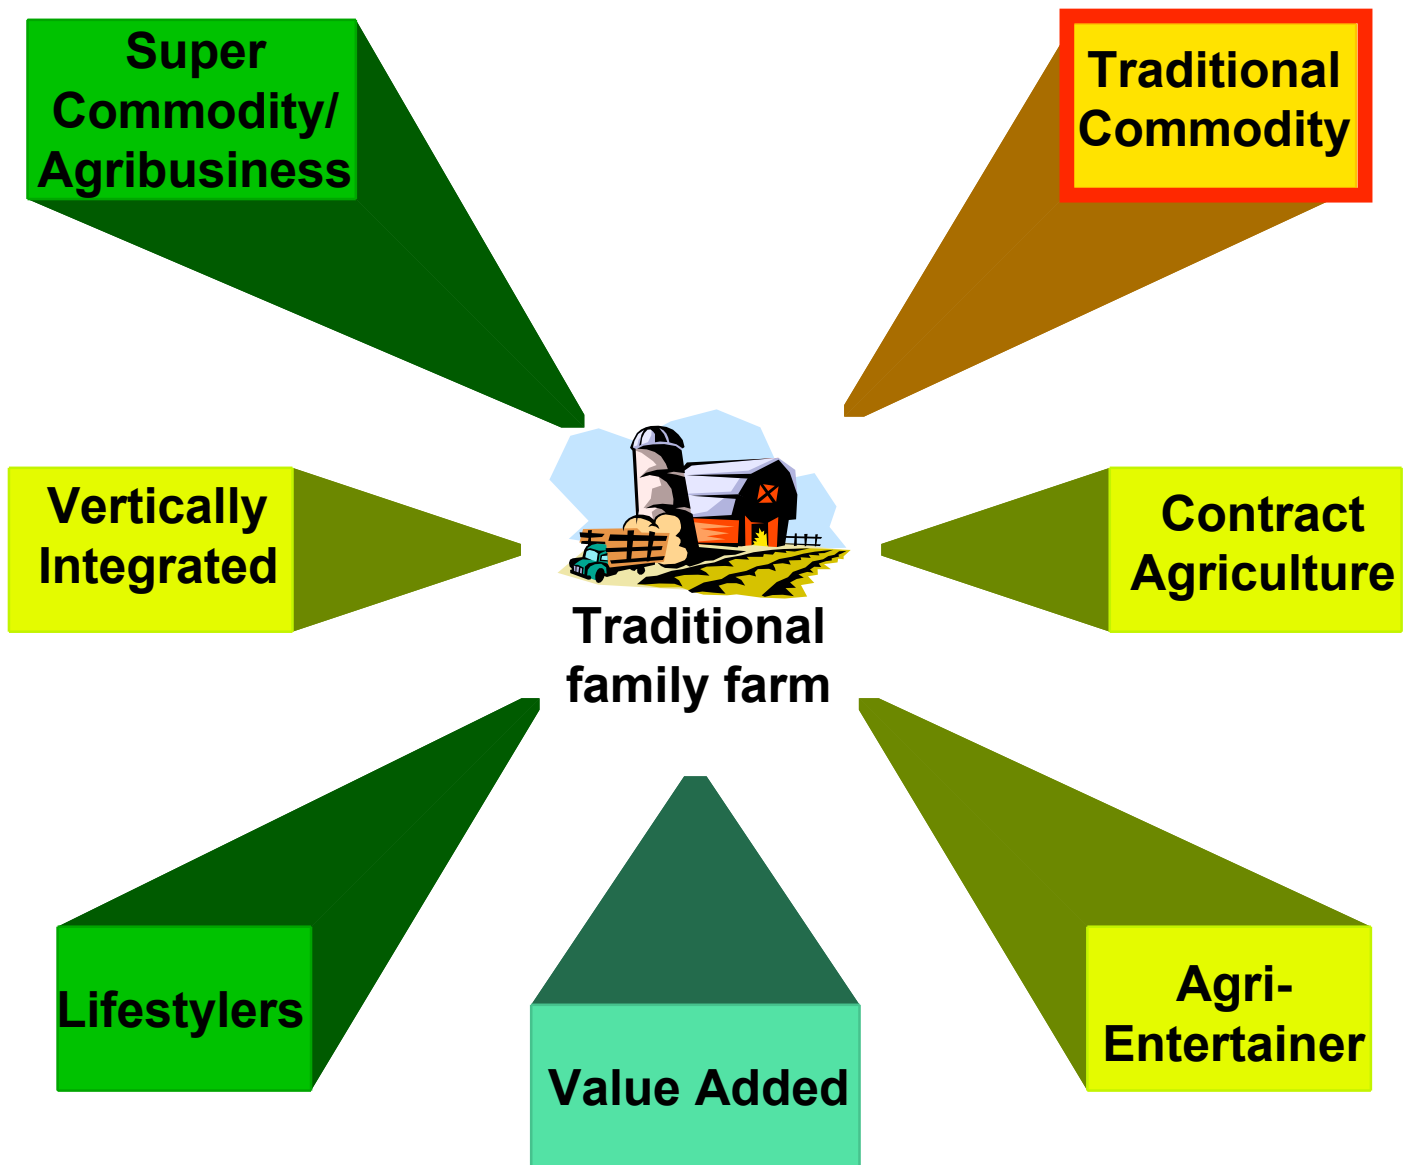 Super
Commodity/
Agribusiness
Traditional
Commodity
Vertically
Integrated
Contract
Agriculture
Traditional
family farm
Lifestylers
Value Added
Agri-
Entertainer